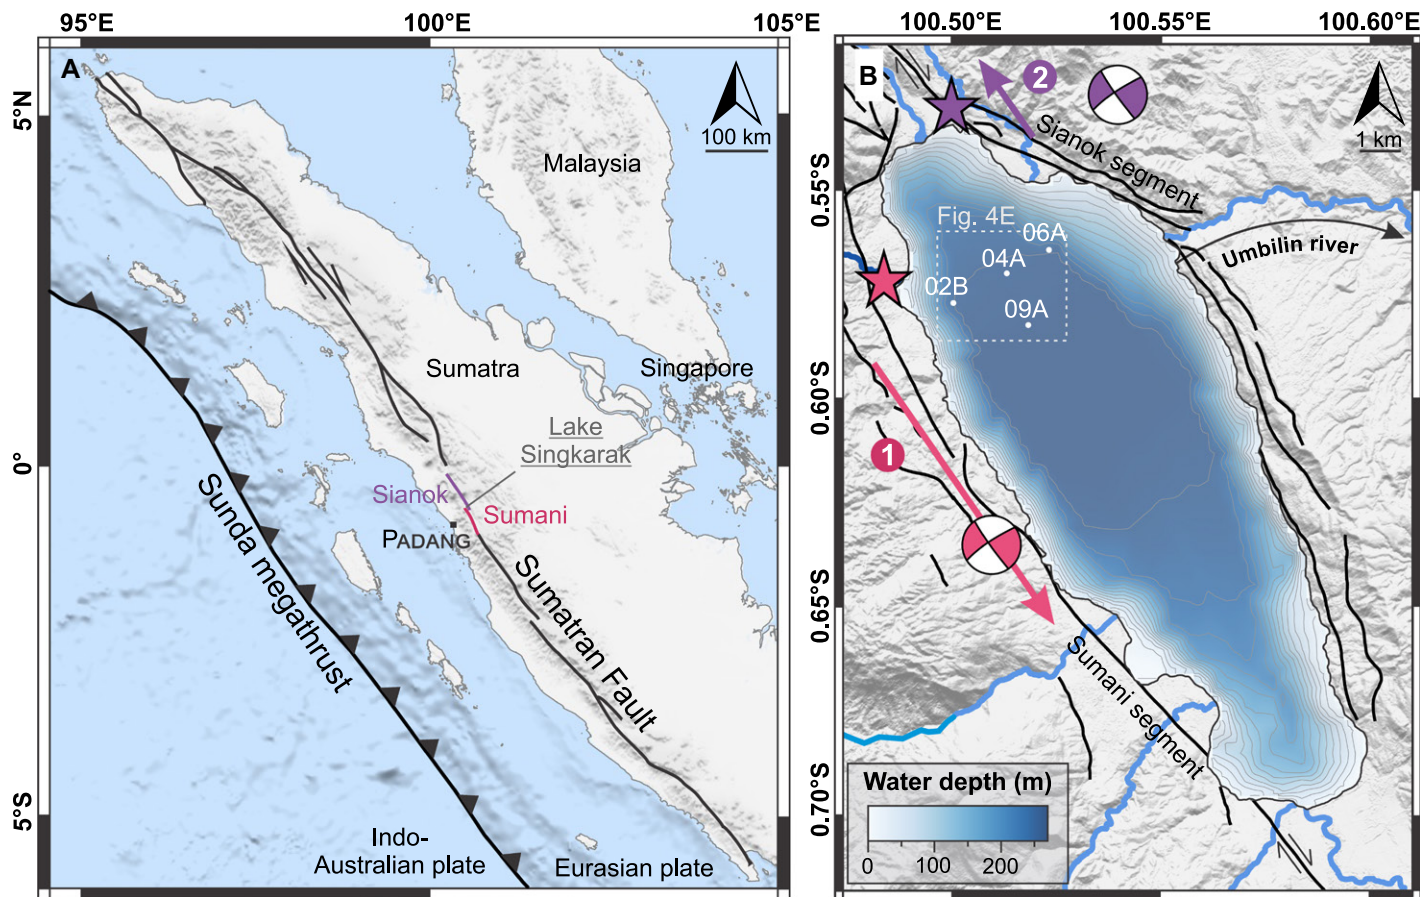 95°E
100°E
105°E
A
5°N
0°
5°S
100 km
Malaysia
Singapore
Sumatra
Lake
Singkarak
Sianok
Sumani
PADANG
Sunda megathrust
Sumatran Fault
Indo-
Australian plate
Eurasian plate
100.50°E
100.55°E
100.60°E
B
2
1 km
0.55°S
0.60°S
0.65°S
0.70°S
Sianok segment
Fig. 4E
06A
04A
02B
09A
Umbilin river
1
Sumani segment
Water depth (m)
0
100
200